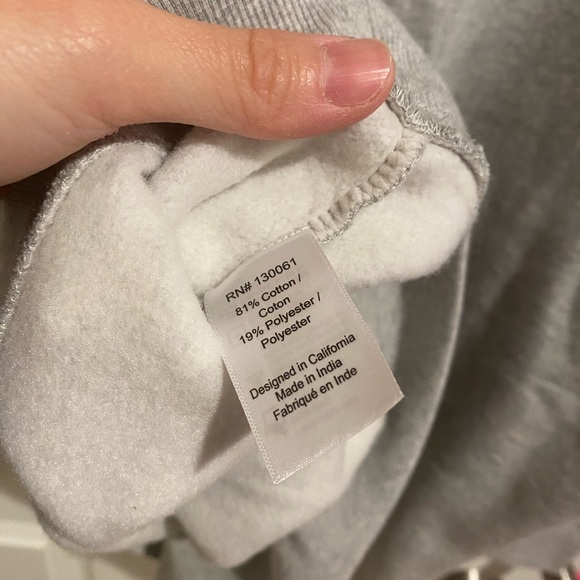 RN# 130061
81% Cotton /
Coton
19% Polyester /
Polyester
Designed in California
Made in India
Fabriqué en Inde